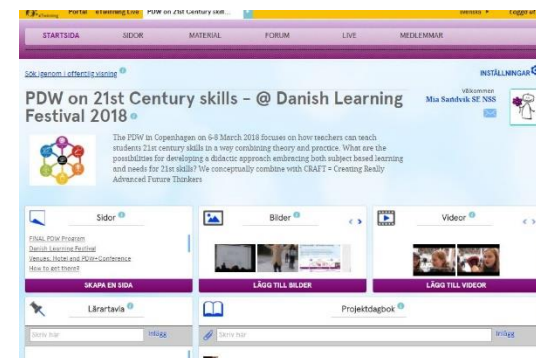 eTwinning Portal eTwinning Live PDW on 21st Century skill...
STARTSIDA SIDOR MATERIAL FORUM LIVE MEDLEMMAR
Sök igenom i offentlig visning
INSTÄLLNINGAR
PDW on 21st Century skills – @ Danish Learning
Festival 2018
Välkommen
Mia Sandvik SE NSS
The PDW in Copenhagen on 6-8 March 2018 focuses on how teachers can teach
students 21st century skills in a way combining theory and practice. What are the
possibilities for developing a didactic approach embracing both subject based learning
and needs for 21st skills? We conceptually combine with CRAFT = Creating Really
Advanced Future Thinkers
Sidor
FINAL PDW Program
Danish Learning Festival
Venues, Hotel and PDW+Conference
How to get there?
SKAPA EN SIDA
Bilder
LÄGG TILL BILDER
Videor
LÄGG TILL VIDEOR
Lärartavla
Skriv här Inlägg
Projektdagbok
Skriv här Inlägg